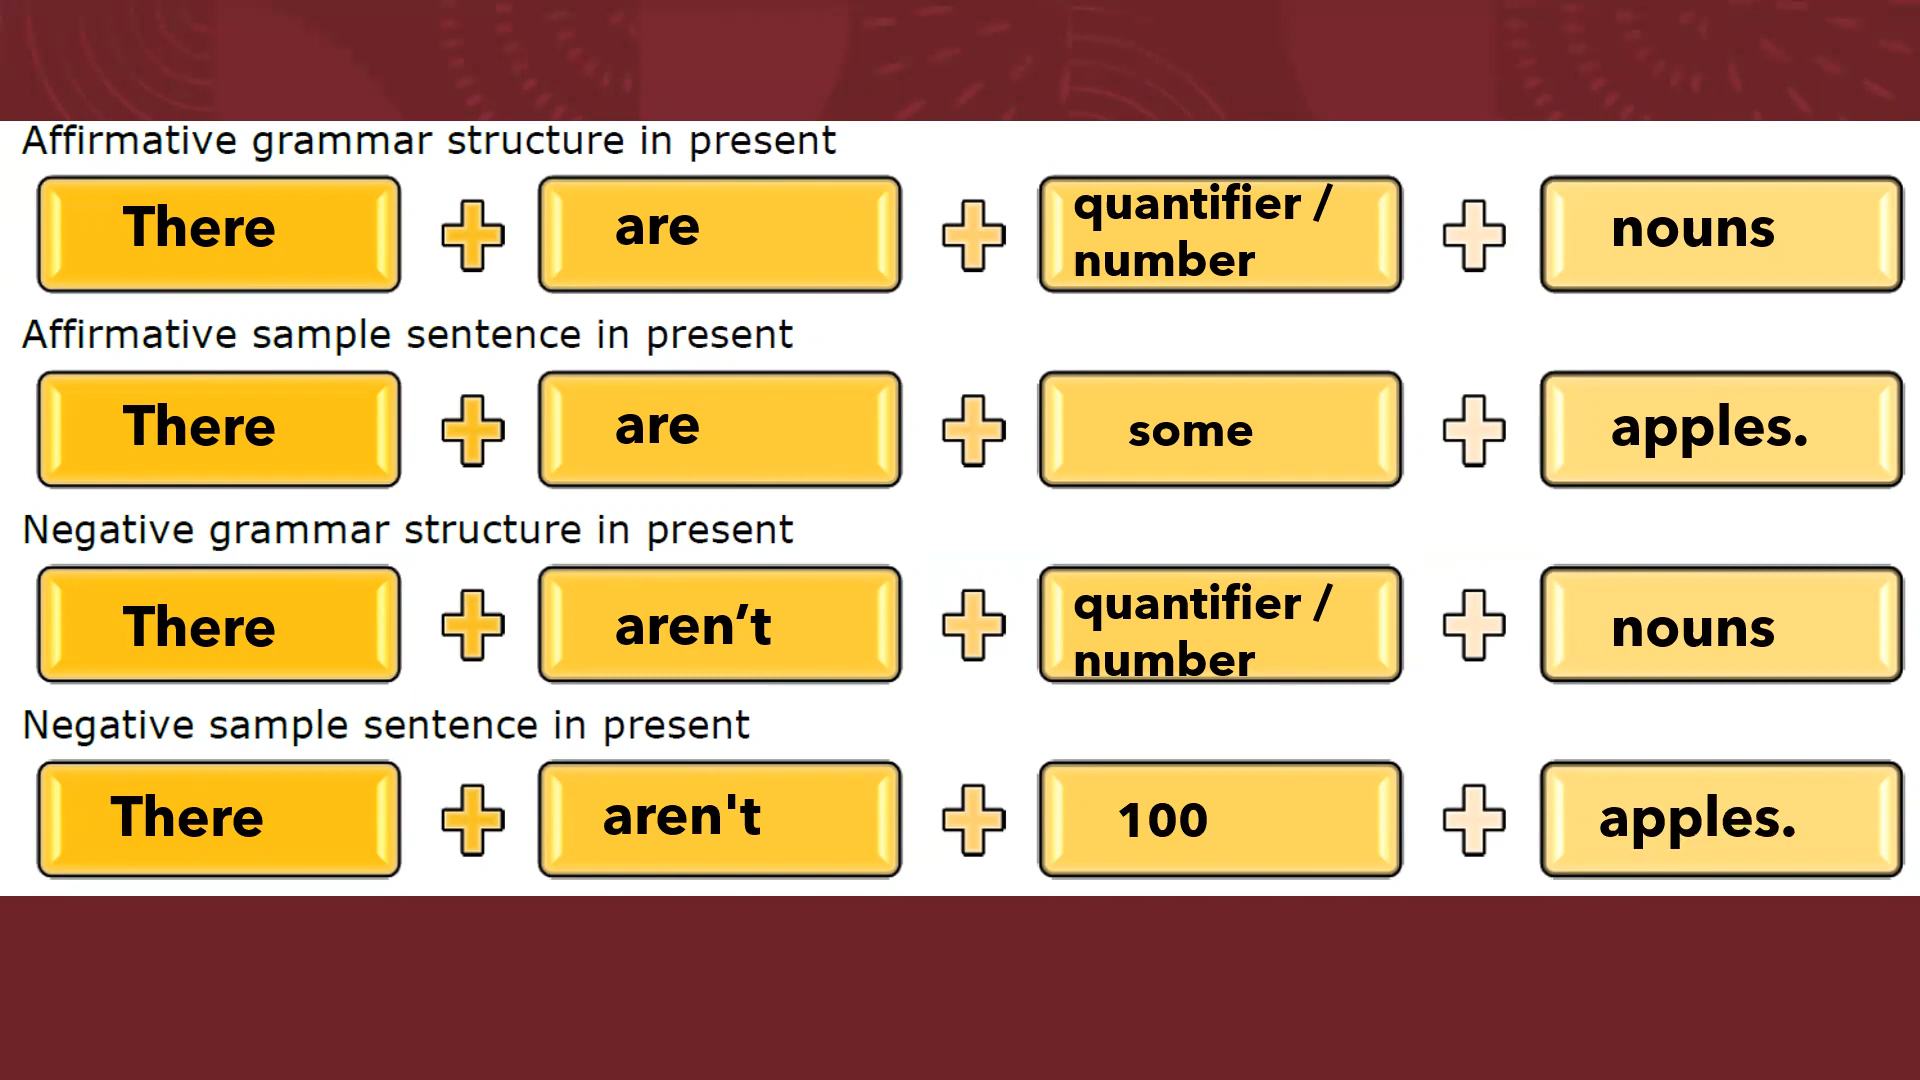 Affirmative grammar structure in present
There are quantifier / nouns
number
Affirmative sample sentence in present
There are some apples.
Negative grammar structure in present
There aren’t quantifier / nouns
number
Negative sample sentence in present
There aren't 100 apples.